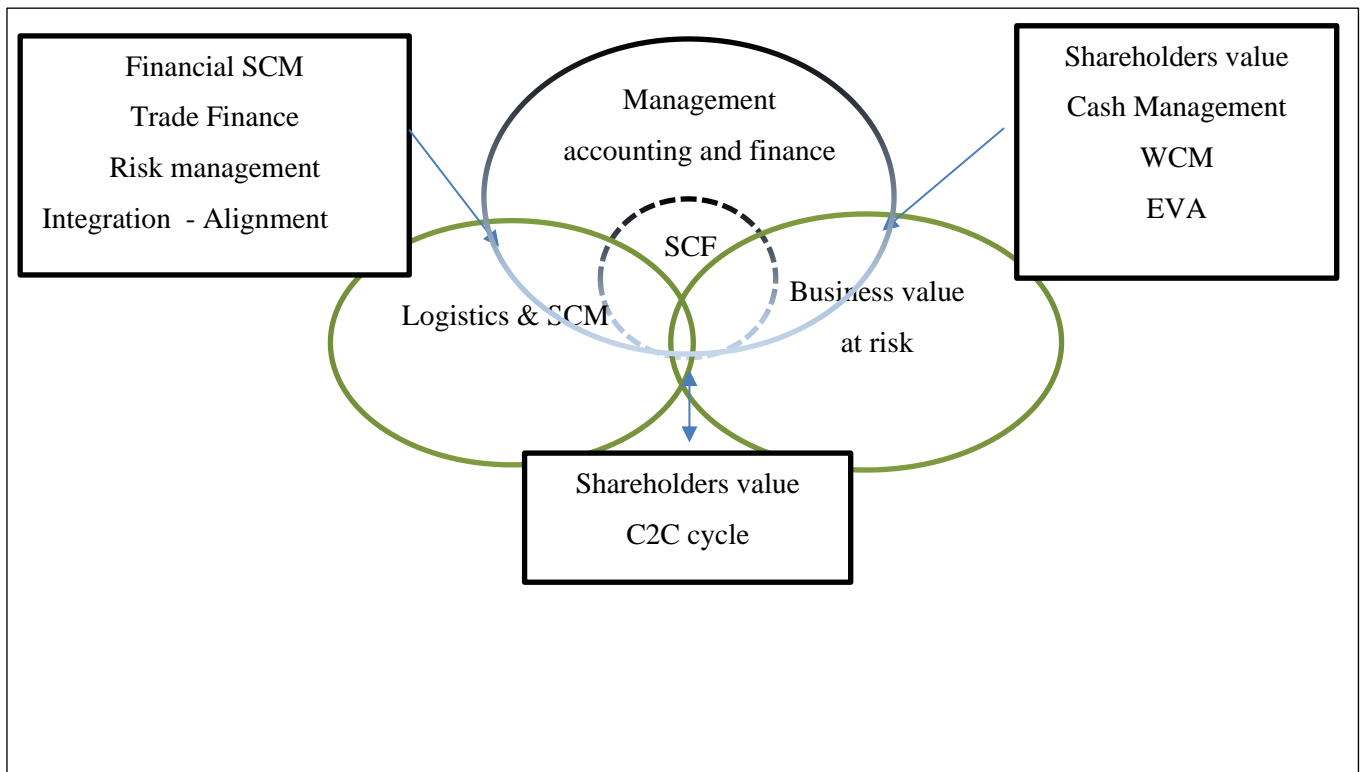 Financial SCM
Trade Finance
Risk management
Integration - Alignment
Management
accounting and finance
Shareholders value
Cash Management
WCM
EVA
SCF
Logistics & SCM
Business value
at risk
Shareholders value
C2C cycle